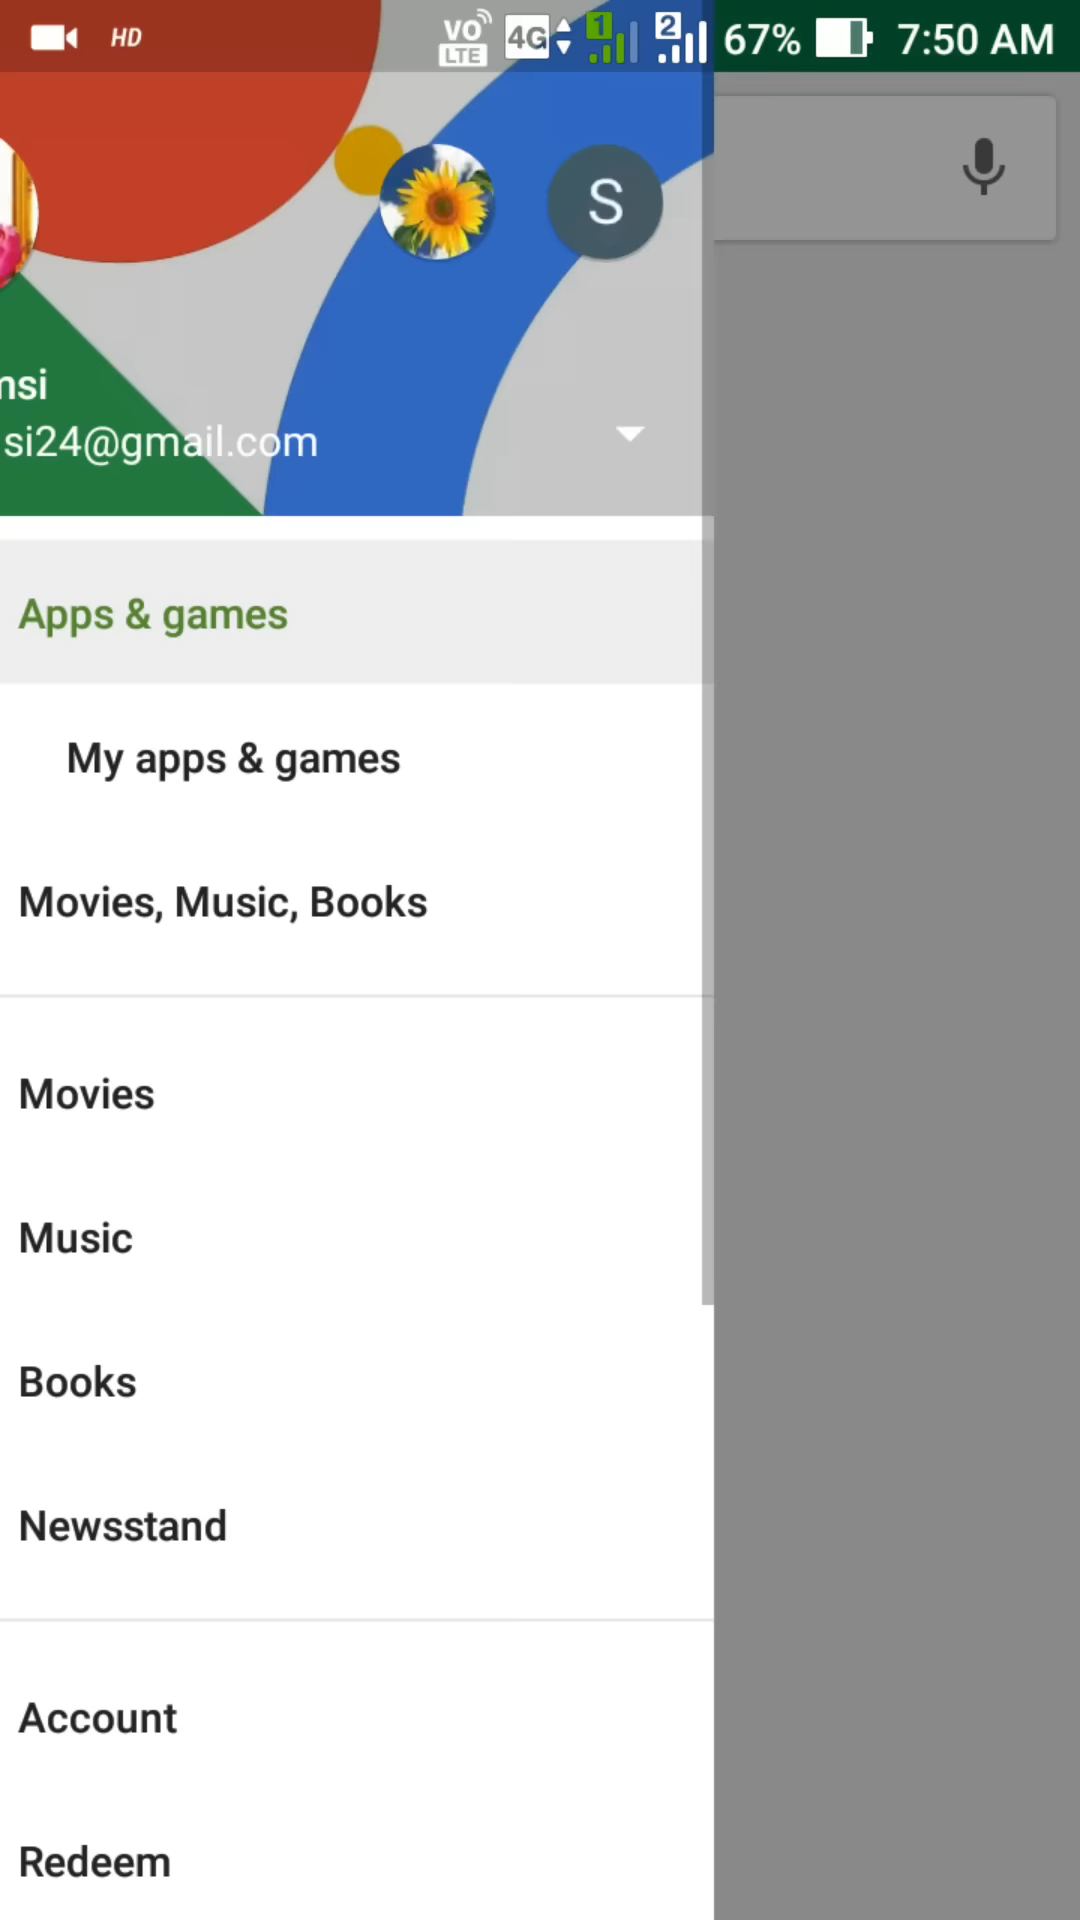 HD VO LTE 4G 1 2 67% 7:50 AM
S
si24@gmail.com
Apps & games
My apps & games
Movies, Music, Books
Movies
Music
Books
Newsstand
Account
Redeem